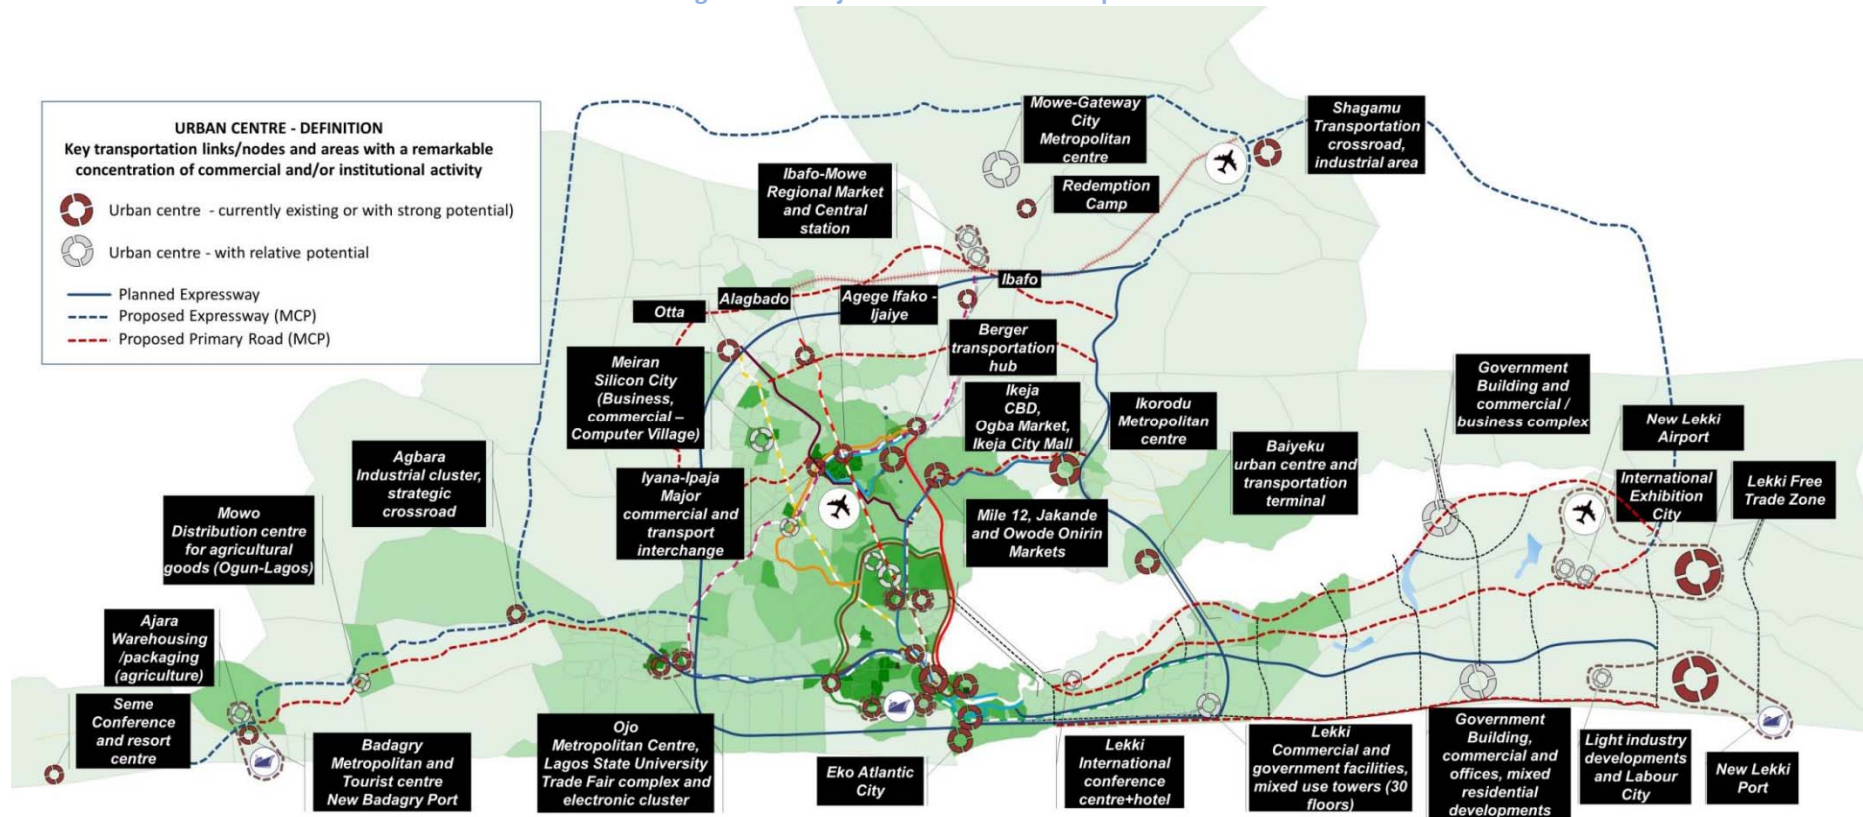 URBAN CENTRE - DEFINITION
Key transportation links/nodes and areas with a remarkable
concentration of commercial and/or institutional activity
Urban centre - currently existing or with strong potential)
Urban centre - with relative potential
Planned Expressway
Proposed Expressway (MCP)
Proposed Primary Road (MCP)
Mowe-Gateway
City
Metropolitan
centre
Shagamu
Transportation
crossroad,
industrial area
Ibafo-Mowe
Regional Market
and Central
station
Redemption
Camp
Ibafo
Otta
Alagbado
Agege Ifako -
Ijaiye
Berger
transportation
hub
Meiran
Silicon City
(Business,
commercial –
Computer Village)
Ikeja
CBD,
Ogba Market,
Ikeja City Mall
Ikorodu
Metropolitan
centre
Government
Building and
commercial /
business complex
New Lekki
Airport
Baiyeku
urban centre and
transportation
terminal
International
Exhibition
City
Lekki Free
Trade Zone
Agbara
Industrial cluster,
strategic
crossroad
Iyana-Ipaja
Major
commercial and
transport
interchange
Mile 12, Jakande
and Owode Onirin
Markets
Mowo
Distribution centre
for agricultural
goods (Ogun-Lagos)
Ajara
Warehousing
/packaging
(agriculture)
Seme
Conference
and resort
centre
Badagry
Metropolitan and
Tourist centre
New Badagry Port
Ojo
Metropolitan Centre,
Lagos State University
Trade Fair complex and
electronic cluster
Eko Atlantic
City
Lekki
International
conference
centre+hotel
Lekki
Commercial and
government facilities,
mixed use towers (30
floors)
Government
Building,
commercial and
offices, mixed
residential
developments
Light industry
developments
and Labour
City
New Lekki
Port